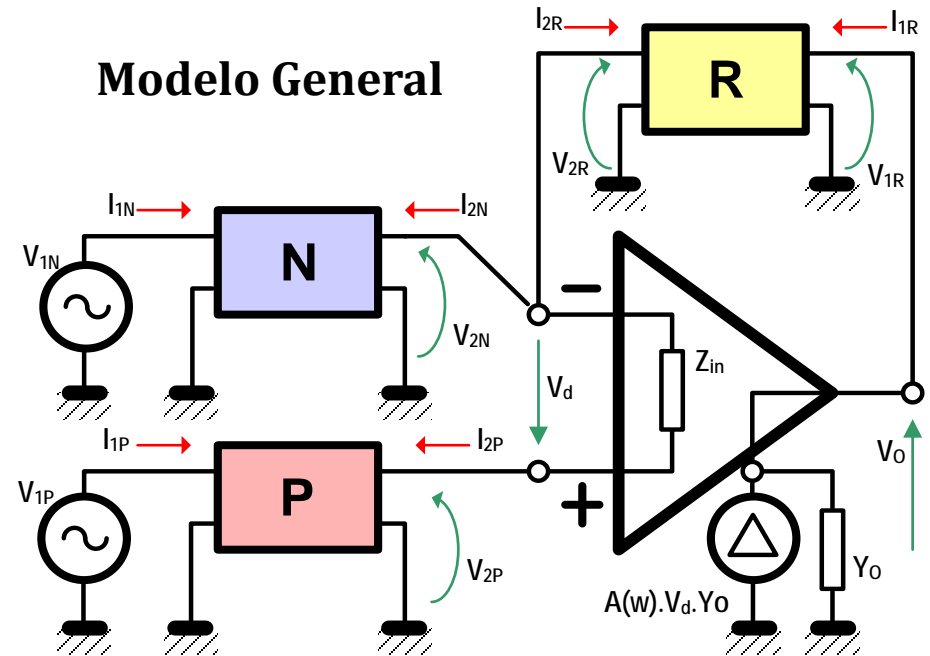 Modelo General
I2R
I1R
R
V2R
V1R
I1N
I2N
V1N
N
V2N
−
Zin
Vd
I1P
I2P
V1P
P
V2P
+
VO
YO
A(w).Vd.Yo